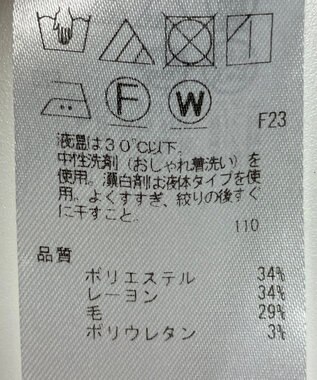 F
W
F23
液温は30℃以下。
中性洗剤（おしゃれ着洗い）を
使用。漂白剤は液体タイプを使
用。よくすすぎ、絞りの後すぐ
に干すこと。
110
品質
ポリエステル 34%
レーヨン 34%
毛 29%
ポリウレタン 3%